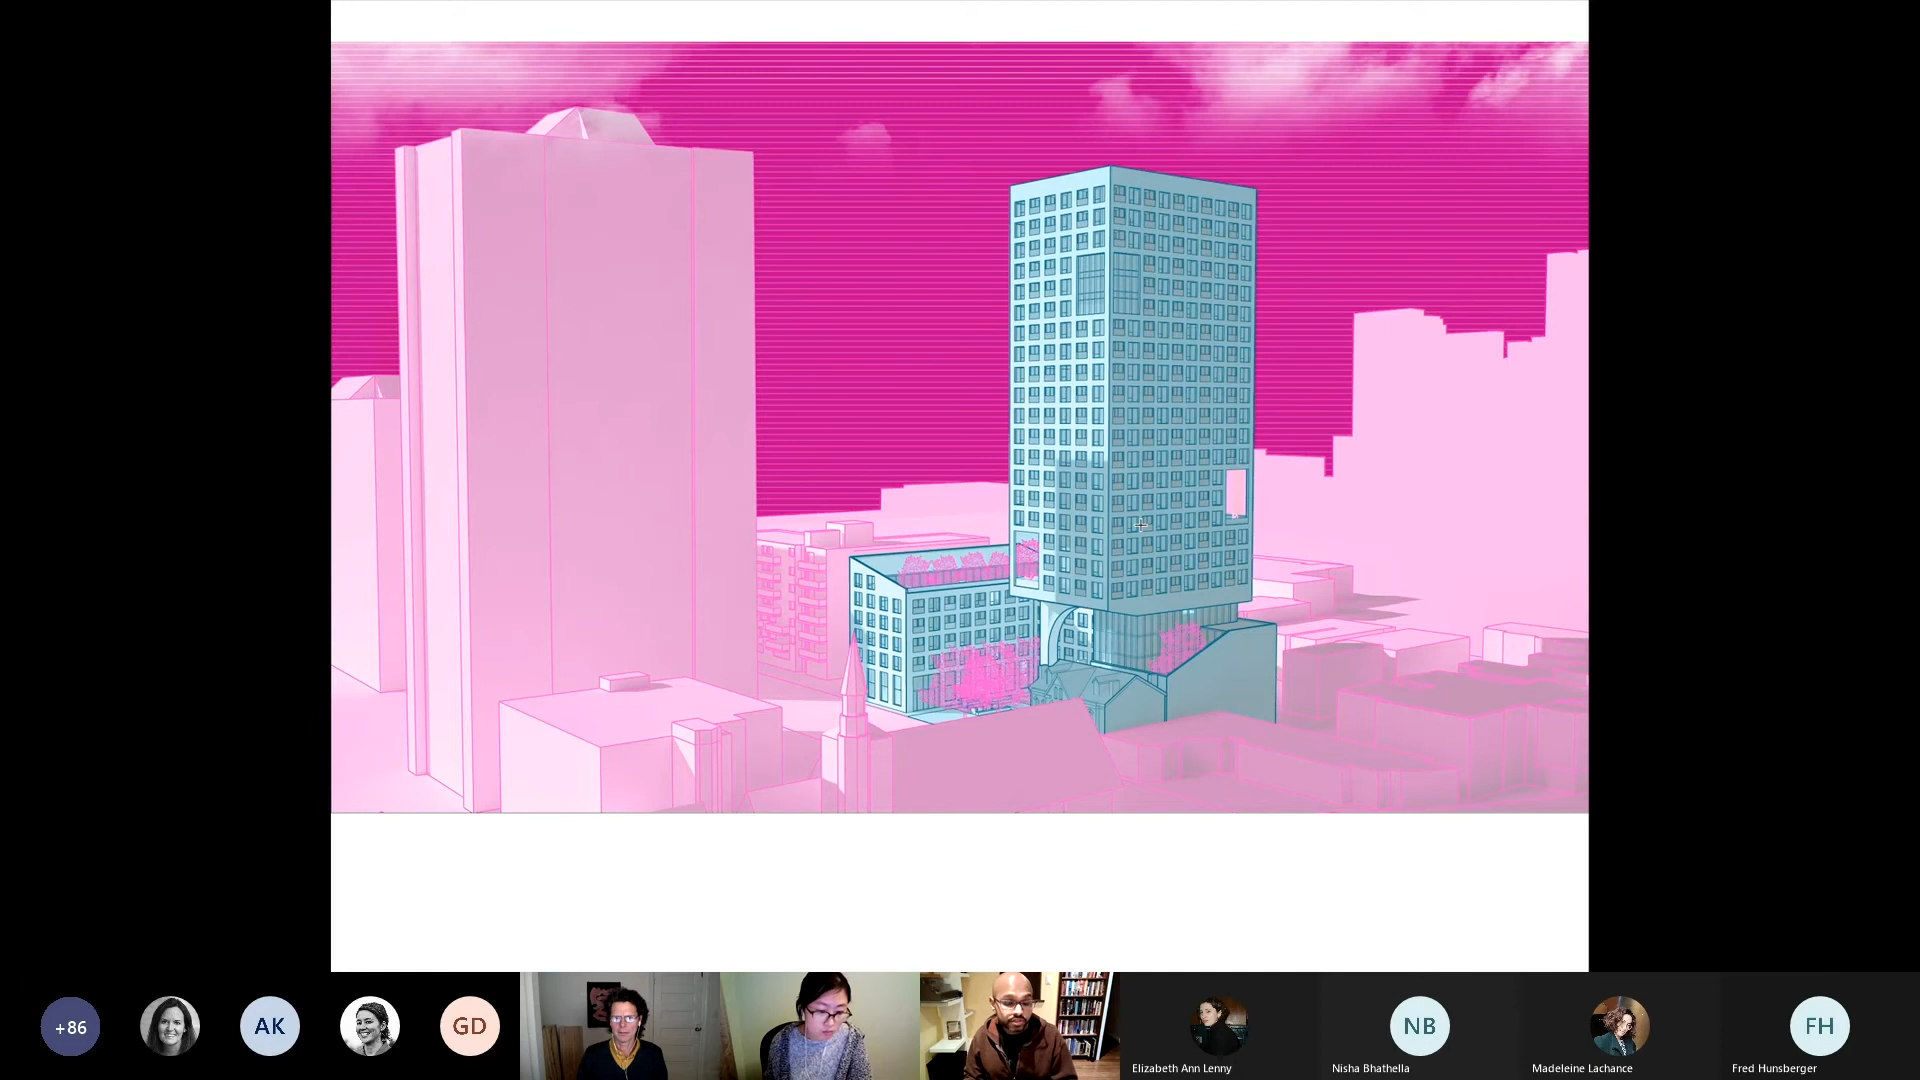 +86
AK
GD
NB
FH
Elizabeth Ann Lenny
Nisha Bhathella
Madeleine Lachance
Fred Hunsberger